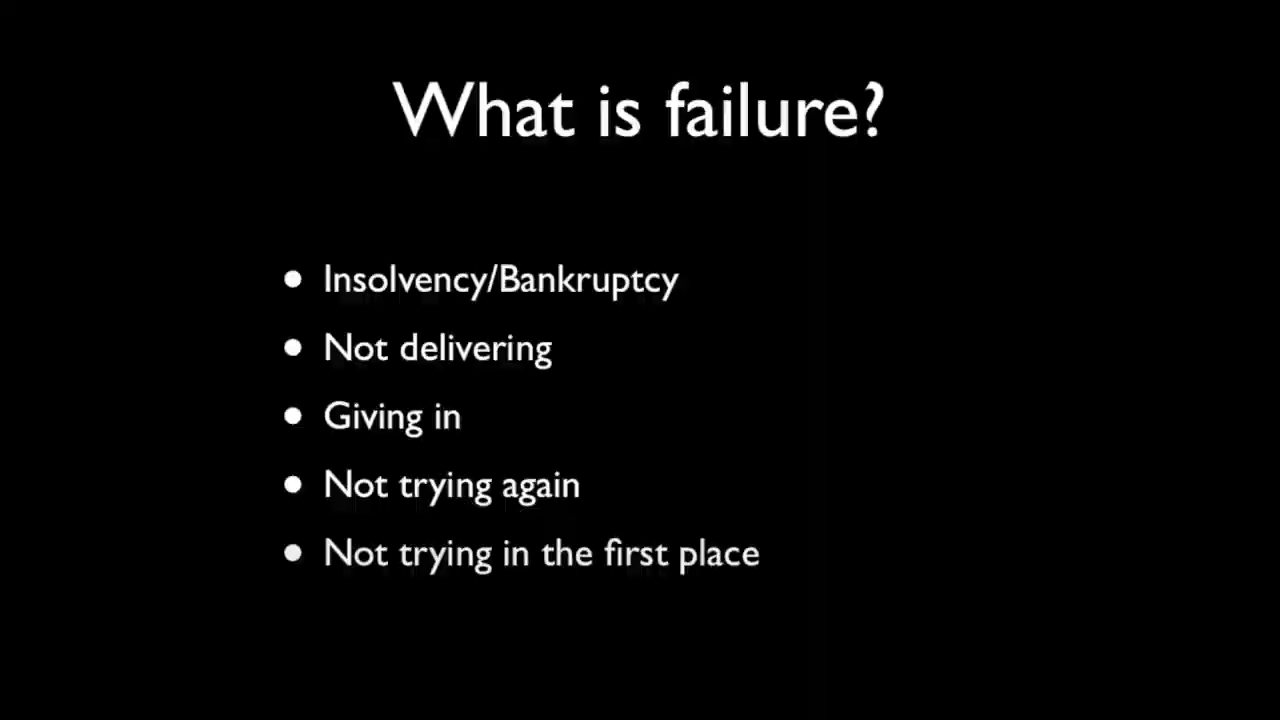 What is failure?
• Insolvency/Bankruptcy
• Not delivering
• Giving in
• Not trying again
• Not trying in the first place